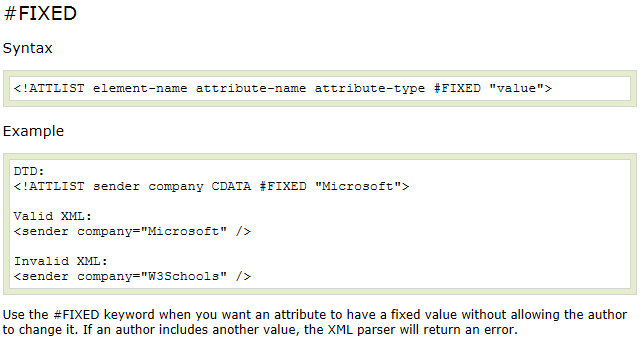 #FIXED
Syntax
<!ATTLIST element-name attribute-name attribute-type #FIXED "value">
Example
DTD:
<!ATTLIST sender company CDATA #FIXED "Microsoft">
Valid XML:
<sender company="Microsoft" />
Invalid XML:
<sender company="W3Schools" />
Use the #FIXED keyword when you want an attribute to have a fixed value without allowing the author
to change it. If an author includes another value, the XML parser will return an error.